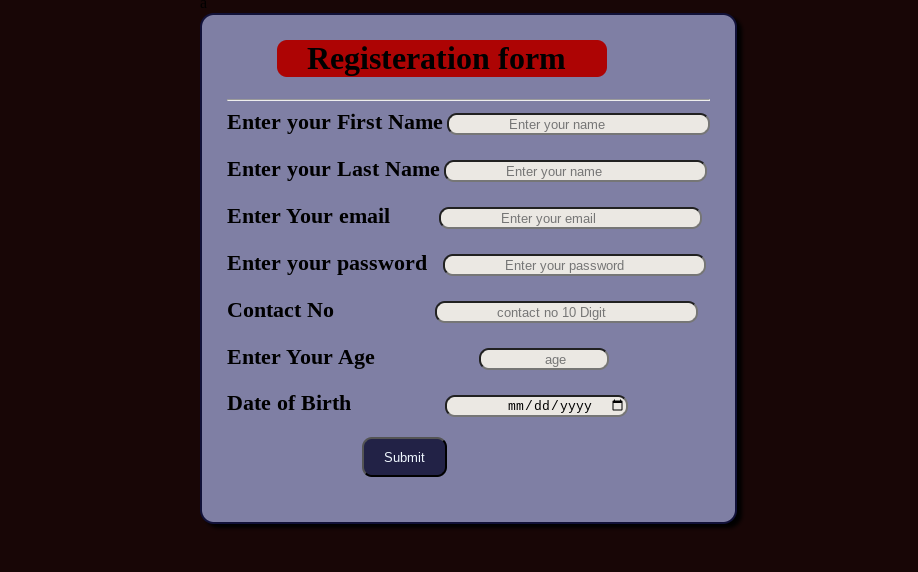 Registeration form
Enter your First Name Enter your name
Enter your Last Name Enter your name
Enter Your email Enter your email
Enter your password Enter your password
Contact No contact no 10 Digit
Enter Your Age age
Date of Birth mm/dd/yyyy
Submit